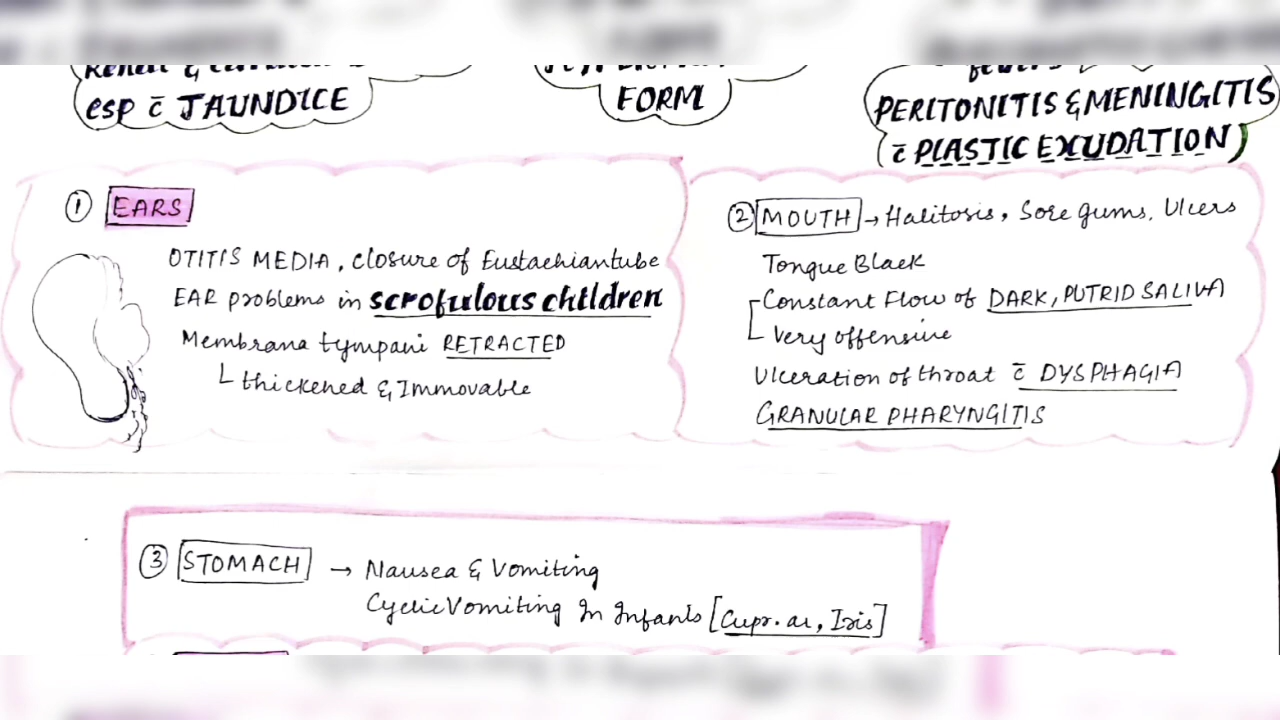 esp c̄ JAUNDICE
FORM
PERITONITIS & MENINGITIS
(c̄ PLASTIC EXUDATION)
① EARS
OTITIS MEDIA, closure of Eustachian tube
EAR problems in scrofulous children
Membrana tympani RETRACTED
thickened & Immovable
② MOUTH → Halitosis, Sore gums, Ulcers
Tongue Black
Constant Flow of DARK, PUTRID SALIVA
Very offensive
Ulceration of throat c̄ DYSPHAGIA
GRANULAR PHARYNGITIS
③ STOMACH → Nausea & Vomiting
Cyclic Vomiting In Infants [Cupr. ar, Iris]